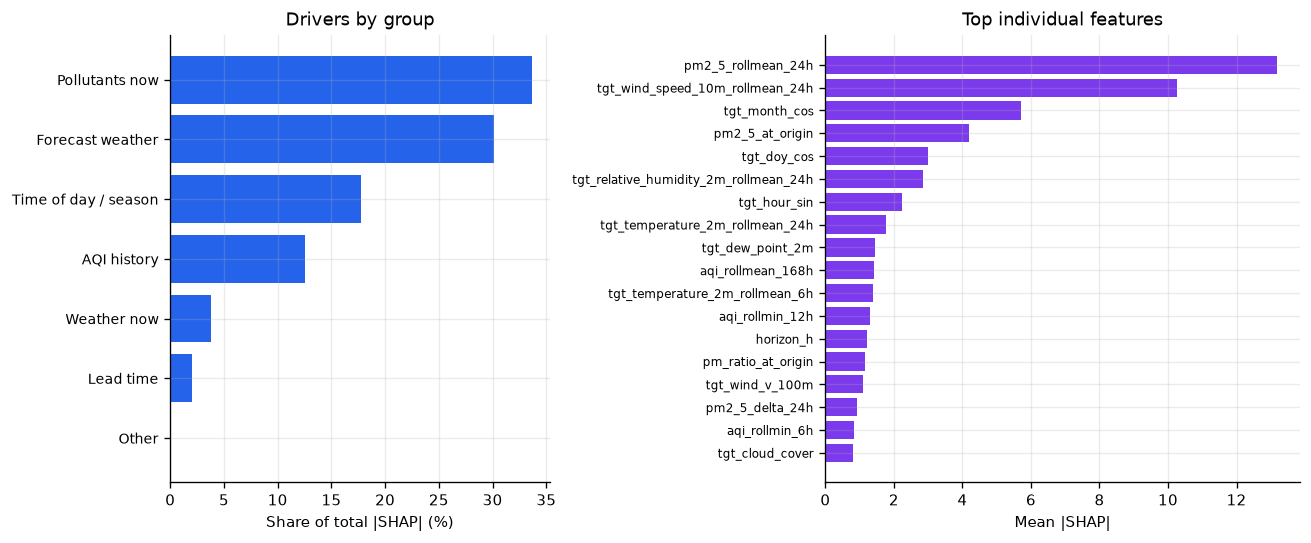 Drivers by group
Pollutants now
Forecast weather
Time of day / season
AQI history
Weather now
Lead time
Other
0 5 10 15 20 25 30 35
Share of total |SHAP| (%)
Top individual features
pm2_5_rollmean_24h
tgt_wind_speed_10m_rollmean_24h
tgt_month_cos
pm2_5_at_origin
tgt_doy_cos
tgt_relative_humidity_2m_rollmean_24h
tgt_hour_sin
tgt_temperature_2m_rollmean_24h
tgt_dew_point_2m
aqi_rollmean_168h
tgt_temperature_2m_rollmean_6h
aqi_rollmin_12h
horizon_h
pm_ratio_at_origin
tgt_wind_v_100m
pm2_5_delta_24h
aqi_rollmin_6h
tgt_cloud_cover
0 2 4 6 8 10 12
Mean |SHAP|